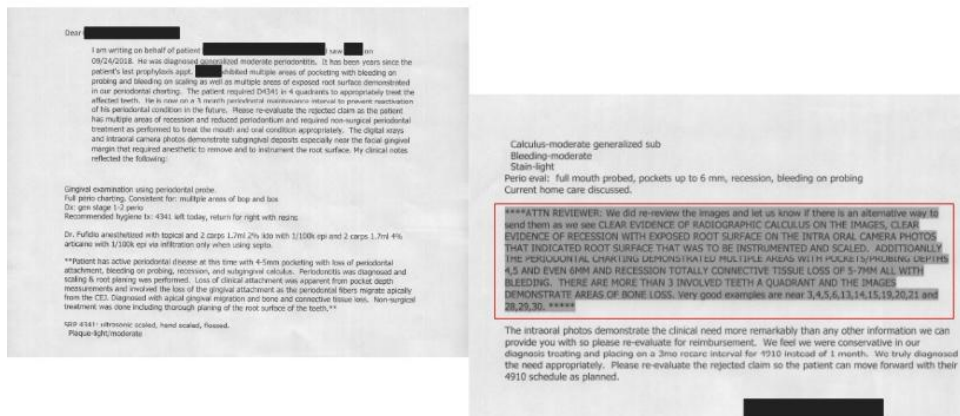 Dear
I am writing on behalf of patient I saw on
09/24/2018. He was diagnosed generalized moderate periodontitis. It has been years since the
patient's last prophylaxis appt. exhibited multiple areas of pocketing with bleeding on
probing and bleeding on scaling as well as multiple areas of exposed root surface demonstrated
in our periodontal charting. The patient required D4341 in 4 quadrants to appropriately treat the
affected teeth. He is now on a 3 month periodontal maintenance interval to prevent reactivation
of his periodontal condition in the future. Please re-evaluate the rejected claim as the patient
has multiple areas of recession and reduced periodontium and required non-surgical periodontal
treatment as performed to treat the mouth and oral condition appropriately. The digital xrays
and intraoral camera photos demonstrate subgingival deposits especially near the facial gingival
margin that required anesthetic to remove and to instrument the root surface. My clinical notes
reflected the following:
Gingival examination using periodontal probe.
Full perio charting. Consistent for: multiple areas of bop and bos
Dx: gen stage 1-2 perio
Recommended hygiene tx: 4341 left today, return for right with resins
Dr. Fufidio anesthetized with topical and 2 carps 1.7ml 2% lido with 1/100k epi and 2 carps 1.7ml 4%
articaine with 1/100k epi via infiltration only when using septo.
**Patient has active periodontal disease at this time with 4-5mm pocketing with loss of periodontal
attachment, bleeding on probing, recession, and subgingival calculus. Periodontitis was diagnosed and
scaling & root planing was performed. Loss of clinical attachment was apparent from pocket depth
measurements and involved the loss of the gingival attachment as the periodontal fibers migrate apically
from the CEJ. Diagnosed with apical gingival migration and bone and connective tissue loss. Non-surgical
treatment was done including thorough planing of the root surface of the teeth.**
SRP 4341: ultrasonic scaled, hand scaled, flossed.
Plaque-light/moderate
Calculus-moderate generalized sub
Bleeding-moderate
Stain-light
Perio eval: full mouth probed, pockets up to 6 mm, recession, bleeding on probing
Current home care discussed.
****ATTN REVIEWER: We did re-review the images and let us know if there is an alternative way to
send them as we see CLEAR EVIDENCE OF RADIOGRAPHIC CALCULUS ON THE IMAGES, CLEAR
EVIDENCE OF RECESSION WITH EXPOSED ROOT SURFACE ON THE INTRA ORAL CAMERA PHOTOS
THAT INDICATED ROOT SURFACE THAT WAS TO BE INSTRUMENTED AND SCALED. ADDITIOANLLY
THE PERIODONTAL CHARTING DEMONSTRATED MULTIPLE AREAS WITH POCKETS/PROBING DEPTHS
4,5 AND EVEN 6MM AND RECESSION TOTALLY CONNECTIVE TISSUE LOSS OF 5-7MM ALL WITH
BLEEDING. THERE ARE MORE THAN 3 INVOLVED TEETH A QUADRANT AND THE IMAGES
DEMONSTRATE AREAS OF BONE LOSS. Very good examples are near 3,4,5,6,13,14,15,19,20,21 and
28,29,30. *****
The intraoral photos demonstrate the clinical need more remarkably than any other information we can
provide you with so please re-evaluate for reimbursement. We feel we were conservative in our
diagnosis treating and placing on a 3mo recare interval for 4910 instead of 1 month. We truly diagnosed
the need appropriately. Please re-evaluate the rejected claim so the patient can move forward with their
4910 schedule as planned.